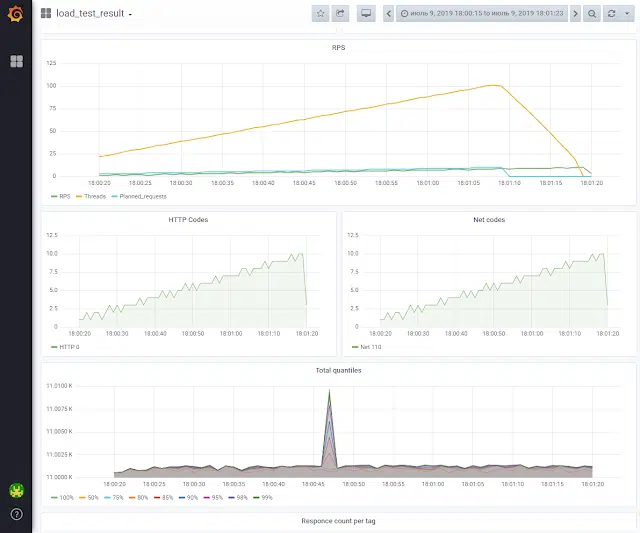 load_test_result
июль 9, 2019 18:00:15 to июль 9, 2019 18:01:23
RPS
125
100
75
50
25
0
18:00:20 18:00:25 18:00:30 18:00:35 18:00:40 18:00:45 18:00:50 18:00:55 18:01:00 18:01:05 18:01:10 18:01:15 18:01:20
RPS Threads Planned_requests
HTTP Codes
12.5
10.0
7.5
5.0
2.5
0
18:00:20 18:00:30 18:00:40 18:00:50 18:01:00 18:01:10 18:01:20
HTTP 0
Net codes
12.5
10.0
7.5
5.0
2.5
0
18:00:20 18:00:30 18:00:40 18:00:50 18:01:00 18:01:10 18:01:20
Net 110
Total quantiles
11.0100 K
11.0075 K
11.0050 K
11.0025 K
11.0000 K
18:00:20 18:00:25 18:00:30 18:00:35 18:00:40 18:00:45 18:00:50 18:00:55 18:01:00 18:01:05 18:01:10 18:01:15 18:01:20
100% 50% 75% 80% 85% 90% 95% 98% 99%
Responce count per tag